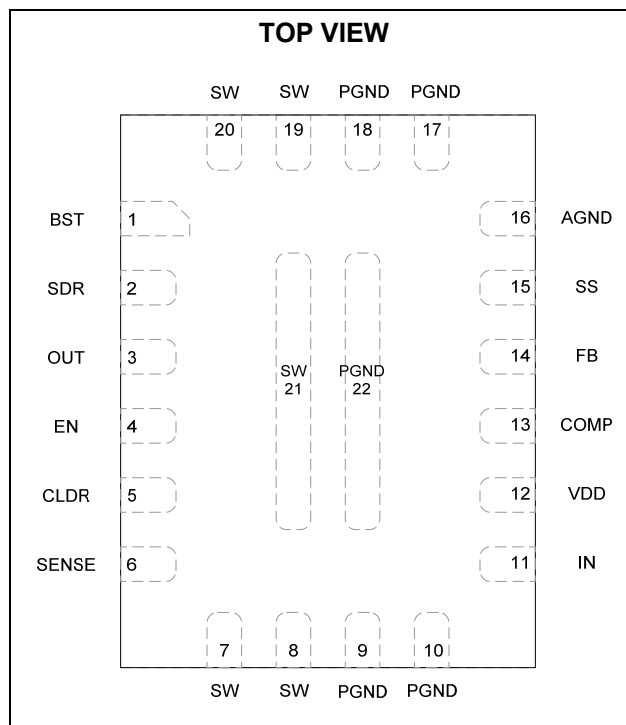 TOP VIEW
SW SW PGND PGND
20 19 18 17
BST 1 16 AGND
SDR 2 15 SS
OUT 3 14 FB
SW PGND
21 22
EN 4 13 COMP
CLDR 5 12 VDD
SENSE 6 11 IN
7 8 9 10
SW SW PGND PGND